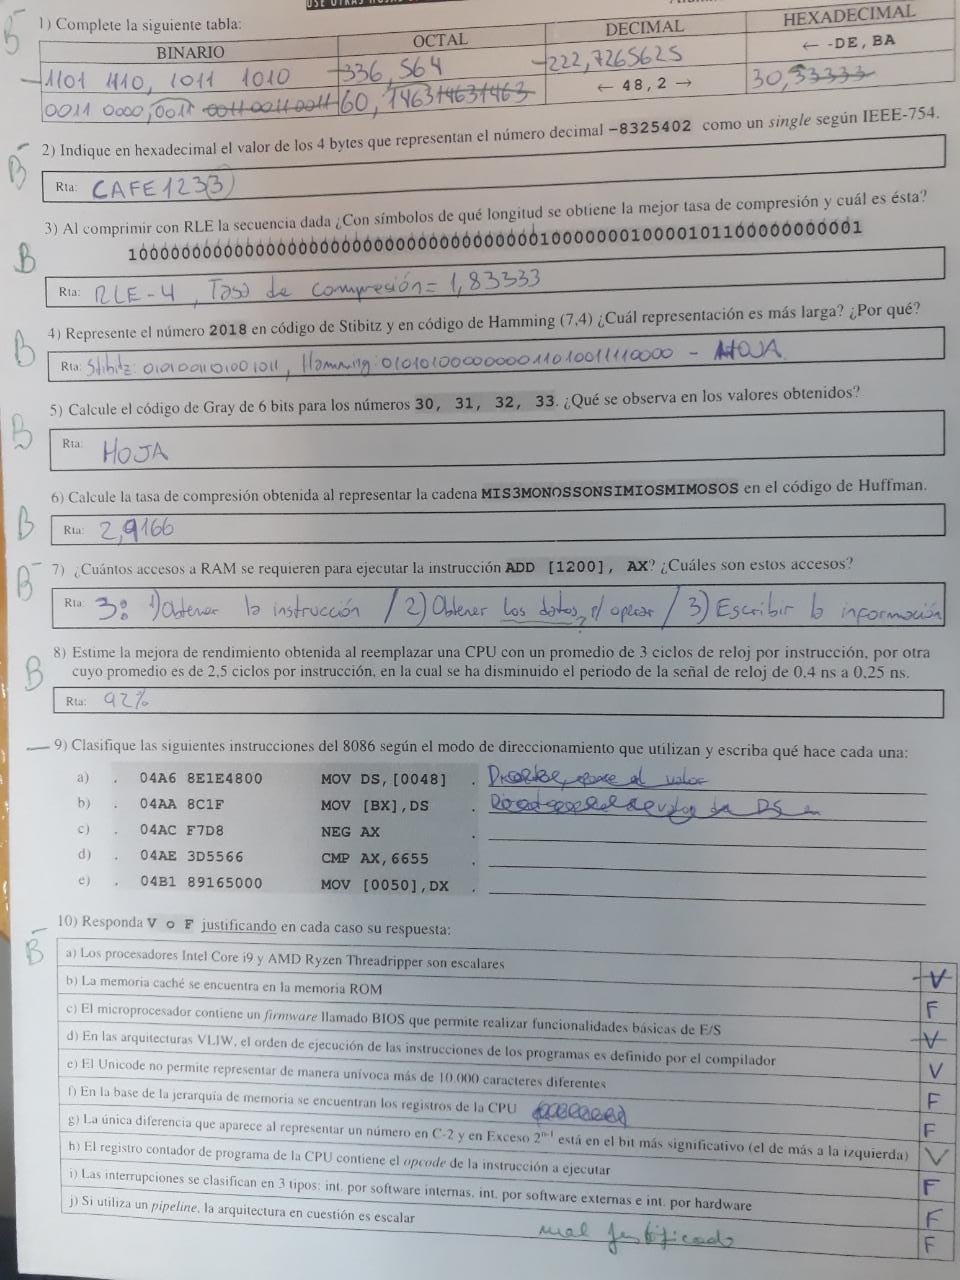 1) Complete la siguiente tabla:
BINARIO OCTAL DECIMAL HEXADECIMAL
-1101 1110, 1011 1010 -336, 564 -222,7265625 ← -DE, BA
0011 0000, 0011 0011 0011 0011 60, 146314631463 ← 48, 2 → 30, 33333
B-
2) Indique en hexadecimal el valor de los 4 bytes que representan el número decimal -8325402 como un single según IEEE-754.
B-
Rta: CAFE1233
3) Al comprimir con RLE la secuencia dada ¿Con símbolos de qué longitud se obtiene la mejor tasa de compresión y cuál es ésta?
B
Rta: RLE-4, Tasa de compresión = 1,83333
4) Represente el número 2018 en código de Stibitz y en código de Hamming (7,4) ¿Cuál representación es más larga? ¿Por qué?
B
Rta: Stibitz: 0101001101001011, Hamming: - HOJA
5) Calcule el código de Gray de 6 bits para los números 30, 31, 32, 33. ¿Qué se observa en los valores obtenidos?
B
Rta: HOJA
6) Calcule la tasa de compresión obtenida al representar la cadena MIS3MONOSSONSIMIOSMIMOSOS en el código de Huffman.
B
Rta: 2,9166
7) ¿Cuántos accesos a RAM se requieren para ejecutar la instrucción ADD [1200], AX? ¿Cuáles son estos accesos?
B-
Rta: 3: 1) Obtener la instrucción / 2) Obtener los datos p/ operar / 3) Escribir la información
8) Estime la mejora de rendimiento obtenida al reemplazar una CPU con un promedio de 3 ciclos de reloj por instrucción, por otra
cuyo promedio es de 2,5 ciclos por instrucción, en la cual se ha disminuido el periodo de la señal de reloj de 0,4 ns a 0,25 ns.
B
Rta: 92%
— 9) Clasifique las siguientes instrucciones del 8086 según el modo de direccionamiento que utilizan y escriba qué hace cada una:
a) . 04A6 8E1E4800 MOV DS, [0048] .
b) . 04AA 8C1F MOV [BX],DS .
c) . 04AC F7D8 NEG AX
d) . 04AE 3D5566 CMP AX,6655 .
e) . 04B1 89165000 MOV [0050],DX .
10) Responda V o F justificando en cada caso su respuesta:
B-
a) Los procesadores Intel Core i9 y AMD Ryzen Threadripper son escalares V
b) La memoria caché se encuentra en la memoria ROM F
c) El microprocesador contiene un firmware llamado BIOS que permite realizar funcionalidades básicas de E/S V
d) En las arquitecturas VLIW, el orden de ejecución de las instrucciones de los programas es definido por el compilador V
e) El Unicode no permite representar de manera unívoca más de 10.000 caracteres diferentes F
f) En la base de la jerarquía de memoria se encuentran los registros de la CPU F
g) La única diferencia que aparece al representar un número en C-2 y en Exceso 2ⁿ⁻¹ está en el bit más significativo (el de más a la izquierda) V
h) El registro contador de programa de la CPU contiene el opcode de la instrucción a ejecutar F
i) Las interrupciones se clasifican en 3 tipos: int. por software internas, int. por software externas e int. por hardware F
j) Si utiliza un pipeline, la arquitectura en cuestión es escalar F
mal justificado